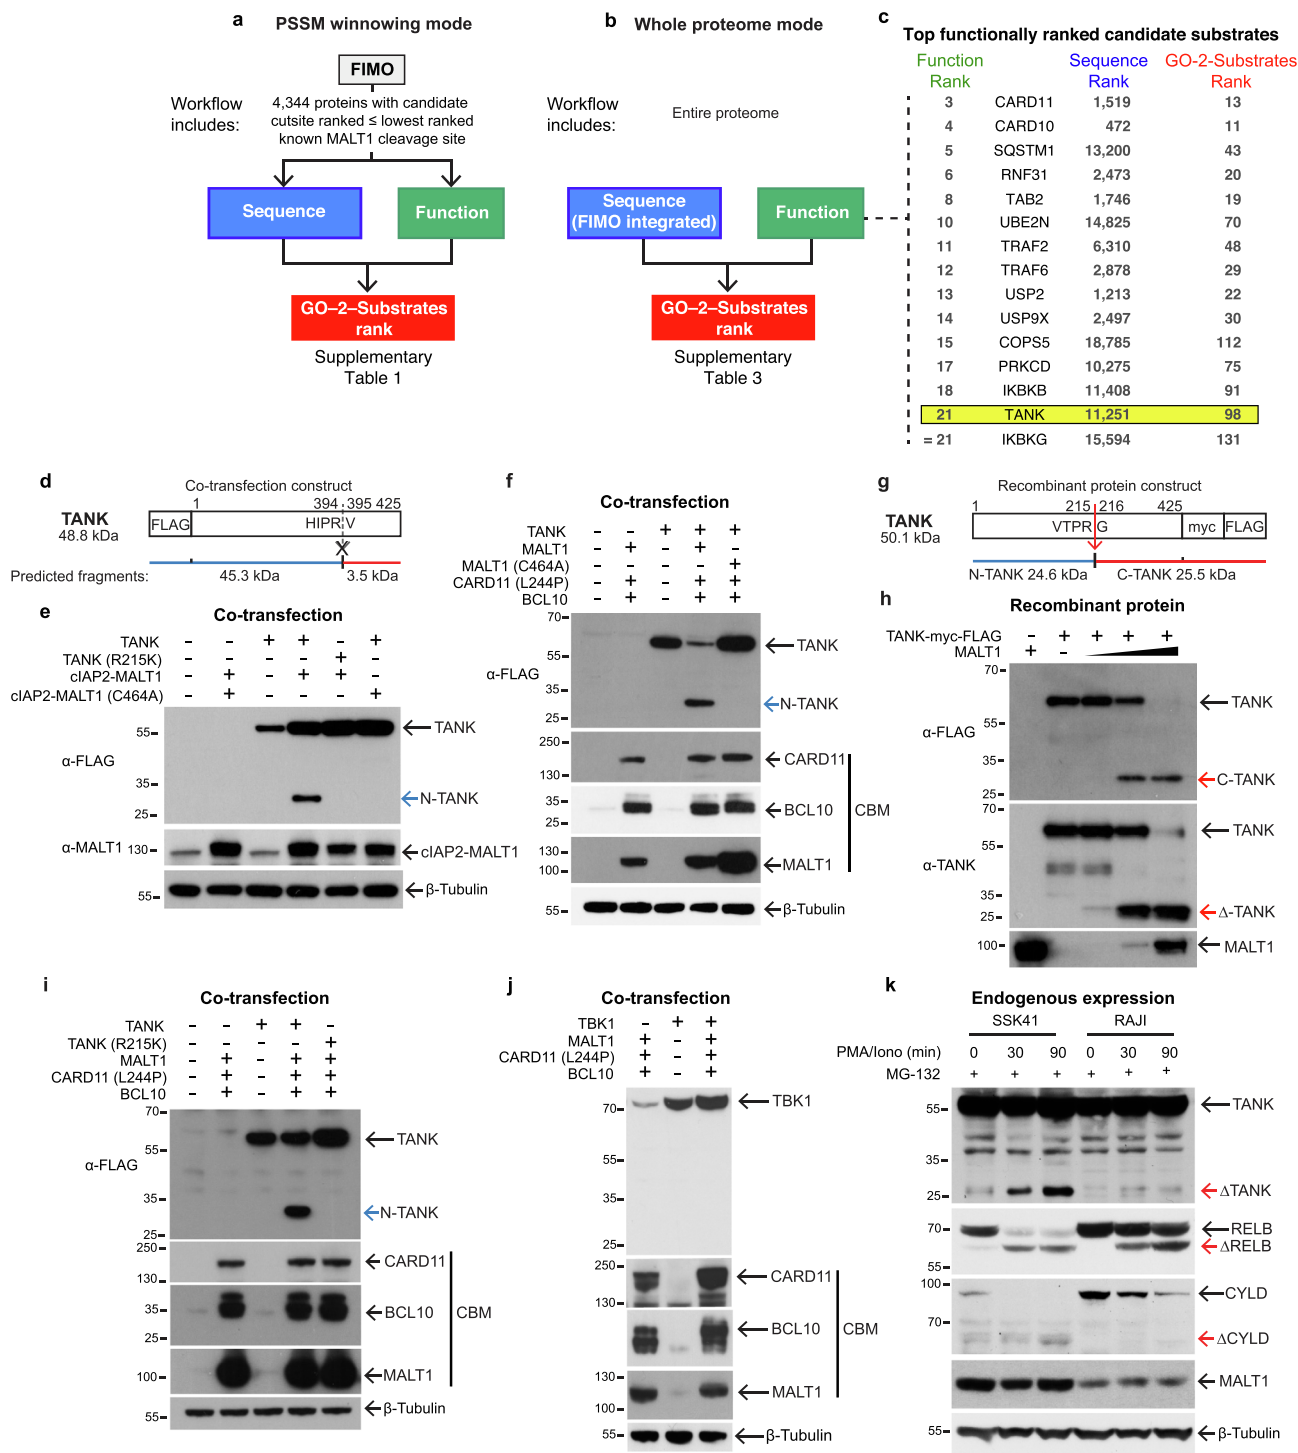 a PSSM winnowing mode
FIMO
Workflow includes:
4,344 proteins with candidate
cutsite ranked ≤ lowest ranked
known MALT1 cleavage site
Sequence
Function
GO–2–Substrates
rank
Supplementary
Table 1
b Whole proteome mode
Workflow includes:
Entire proteome
Sequence
(FIMO integrated)
Function
GO–2–Substrates
rank
Supplementary
Table 3
c Top functionally ranked candidate substrates
Function Rank Sequence Rank GO-2-Substrates Rank
3 CARD11 1,519 13
4 CARD10 472 11
5 SQSTM1 13,200 43
6 RNF31 2,473 20
8 TAB2 1,746 19
10 UBE2N 14,825 70
11 TRAF2 6,310 48
12 TRAF6 2,878 29
13 USP2 1,213 22
14 USP9X 2,497 30
15 COPS5 18,785 112
17 PRKCD 10,275 75
18 IKBKB 11,408 91
21 TANK 11,251 98
= 21 IKBKG 15,594 131
d Co-transfection construct
1 394 395 425
TANK
48.8 kDa
FLAG HIPR V
X
Predicted fragments: 45.3 kDa 3.5 kDa
e Co-transfection
TANK - - + + - +
TANK (R215K) - - - - + -
cIAP2-MALT1 - + - + + -
cIAP2-MALT1 (C464A) - + - - - +
α-FLAG
55
35
25
TANK
N-TANK
α-MALT1
130
cIAP2-MALT1
55
β-Tubulin
f Co-transfection
TANK - - + + +
MALT1 - + - + -
MALT1 (C464A) - - - - +
CARD11 (L244P) - + - + +
BCL10 - + - + +
α-FLAG
70
55
35
25
TANK
N-TANK
250
130
CARD11
35
25
BCL10
130
100
MALT1
CBM
55
β-Tubulin
g Recombinant protein construct
1 215 216 425
TANK
50.1 kDa
VTPR G myc FLAG
N-TANK 24.6 kDa C-TANK 25.5 kDa
h Recombinant protein
TANK-myc-FLAG - + + + +
MALT1 + -
α-FLAG
70
55
35
25
TANK
C-TANK
α-TANK
70
55
35
25
TANK
Δ-TANK
100
MALT1
i Co-transfection
TANK - - + + -
TANK (R215K) - - - - +
MALT1 - + - + +
CARD11 (L244P) - + - + +
BCL10 - + - + +
α-FLAG
70
55
35
25
TANK
N-TANK
250
130
CARD11
35
25
BCL10
100
MALT1
CBM
55
β-Tubulin
j Co-transfection
TBK1 - + +
MALT1 + - +
CARD11 (L244P) + - +
BCL10 + - +
70
55
35
25
TBK1
250
130
CARD11
35
25
BCL10
130
100
MALT1
CBM
55
β-Tubulin
k Endogenous expression
SSK41 RAJI
PMA/Iono (min) 0 30 90 0 30 90
MG-132 + + + + + +
55
35
25
TANK
ΔTANK
70
55
RELB
ΔRELB
100
70
CYLD
ΔCYLD
MALT1
55
β-Tubulin